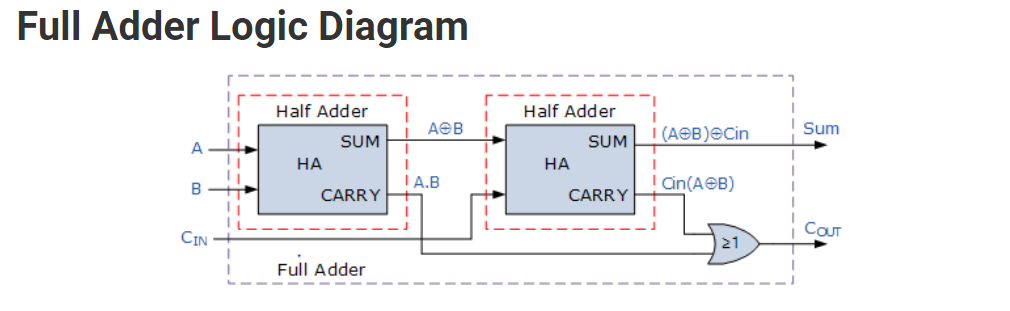 Full Adder Logic Diagram
Half Adder
Half Adder
A⊕B
(A⊕B)⊕Cin
Sum
SUM
SUM
A
HA
HA
B
A.B
Cin(A⊕B)
CARRY
CARRY
CIN
COUT
≥1
Full Adder